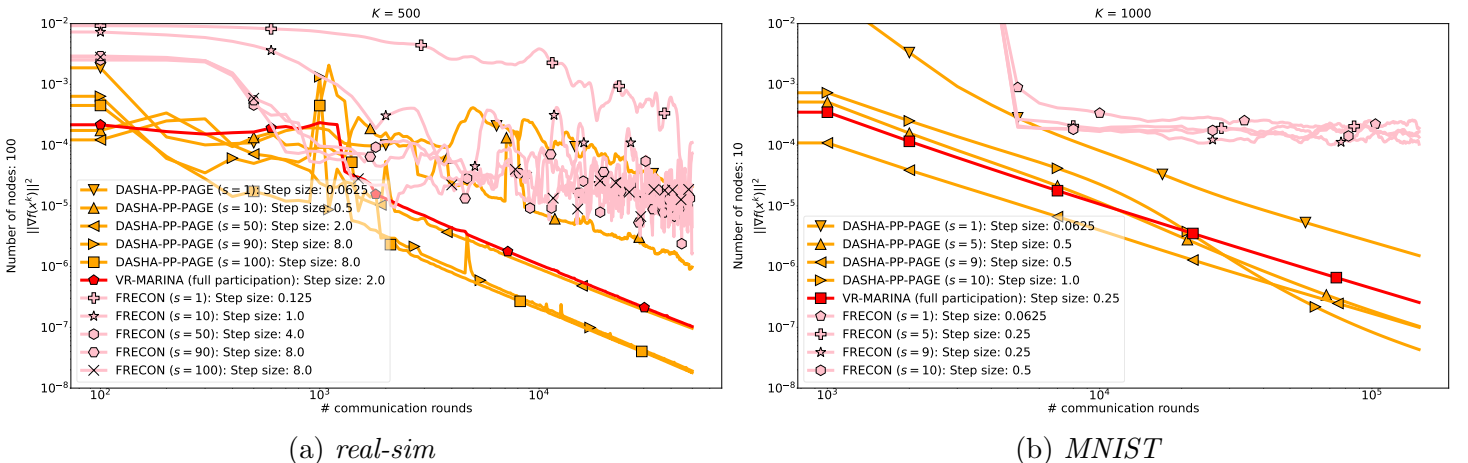 K = 500
Number of nodes: 100
||∇f(x^k)||^2
10^-2
10^-3
10^-4
10^-5
10^-6
10^-7
10^-8
DASHA-PP-PAGE (s = 1): Step size: 0.0625
DASHA-PP-PAGE (s = 10): Step size: 0.5
DASHA-PP-PAGE (s = 50): Step size: 2.0
DASHA-PP-PAGE (s = 90): Step size: 8.0
DASHA-PP-PAGE (s = 100): Step size: 8.0
VR-MARINA (full participation): Step size: 2.0
FRECON (s = 1): Step size: 0.125
FRECON (s = 10): Step size: 1.0
FRECON (s = 50): Step size: 4.0
FRECON (s = 90): Step size: 8.0
FRECON (s = 100): Step size: 8.0
10^2 10^3 10^4
# communication rounds
(a) real-sim
K = 1000
Number of nodes: 10
||∇f(x^k)||^2
10^-2
10^-3
10^-4
10^-5
10^-6
10^-7
10^-8
DASHA-PP-PAGE (s = 1): Step size: 0.0625
DASHA-PP-PAGE (s = 5): Step size: 0.5
DASHA-PP-PAGE (s = 9): Step size: 0.5
DASHA-PP-PAGE (s = 10): Step size: 1.0
VR-MARINA (full participation): Step size: 0.25
FRECON (s = 1): Step size: 0.0625
FRECON (s = 5): Step size: 0.25
FRECON (s = 9): Step size: 0.25
FRECON (s = 10): Step size: 0.5
10^3 10^4 10^5
# communication rounds
(b) MNIST